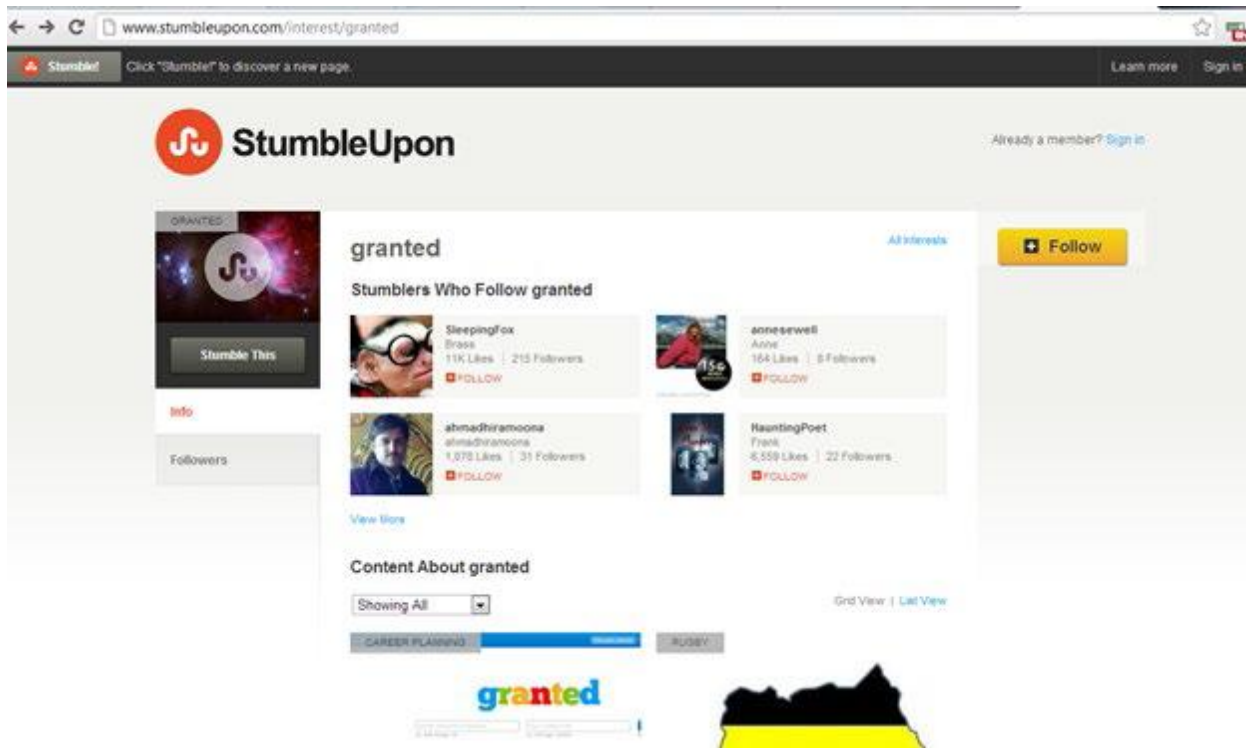 www.stumbleupon.com/interest/granted
Stumble! Click "Stumble!" to discover a new page. Learn more Sign in
StumbleUpon
Already a member? Sign in
GRANTED
Stumble This
Info
Followers
granted
All Interests
Follow
Stumblers Who Follow granted
SleepingFox
Brass
11K Likes | 215 Followers
FOLLOW
annesewell
Anne
164 Likes | 8 Followers
FOLLOW
150
ahmadhiramoona
ahmadhiramoona
1,078 Likes | 31 Followers
FOLLOW
HauntingPoet
Frank
6,559 Likes | 22 Followers
FOLLOW
View More
Content About granted
Showing All
Grid View | List View
CAREER PLANNING
RUGBY
granted